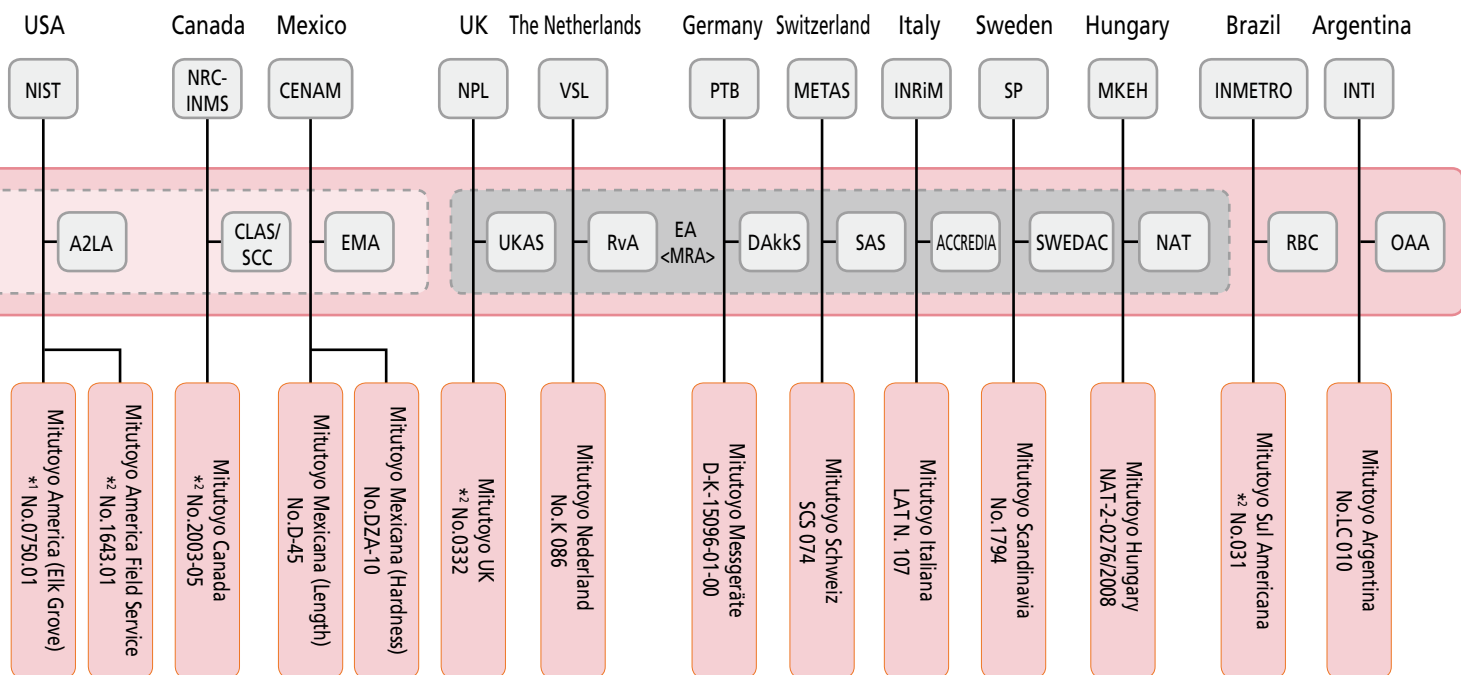 USA Canada Mexico UK The Netherlands Germany Switzerland Italy Sweden Hungary Brazil Argentina
NIST
NRC-
INMS
CENAM
NPL
VSL
PTB
METAS
INRiM
SP
MKEH
INMETRO
INTI
A2LA
CLAS/
SCC
EMA
UKAS
RvA
EA
<MRA>
DAkkS
SAS
ACCREDIA
SWEDAC
NAT
RBC
OAA
Mitutoyo America (Elk Grove)
*1 No.0750.01
Mitutoyo America Field Service
*2 No.1643.01
Mitutoyo Canada
*2 No.2003-05
Mitutoyo Mexicana (Length)
No.D-45
Mitutoyo Mexicana (Hardness)
No.DZA-10
Mitutoyo UK
*2 No.0332
Mitutoyo Nederland
No.K 086
Mitutoyo Messgeräte
D-K-15096-01-00
Mitutoyo Schweiz
SCS 074
Mitutoyo Italiana
LAT N. 107
Mitutoyo Scandinavia
No.1794
Mitutoyo Hungary
NAT-2-0276/2008
Mitutoyo Sul Americana
*2 No.031
Mitutoyo Argentina
No.LC 010